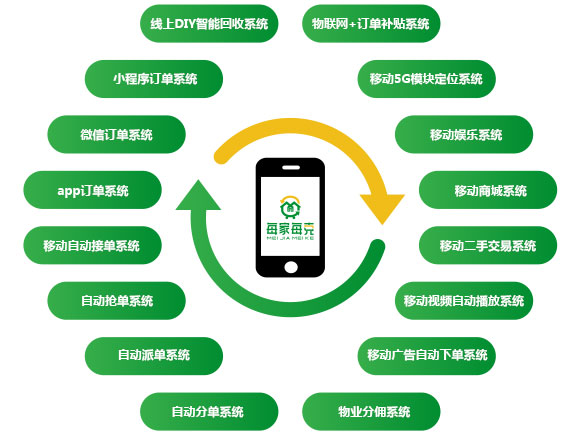 线上DIY智能回收系统
物联网+订单补贴系统
小程序订单系统
移动5G模块定位系统
微信订单系统
移动娱乐系统
app订单系统
移动商城系统
每家每壳
MEI JIA MEI KE
移动自动接单系统
移动二手交易系统
自动抢单系统
移动视频自动播放系统
自动派单系统
移动广告自动下单系统
自动分单系统
物业分佣系统